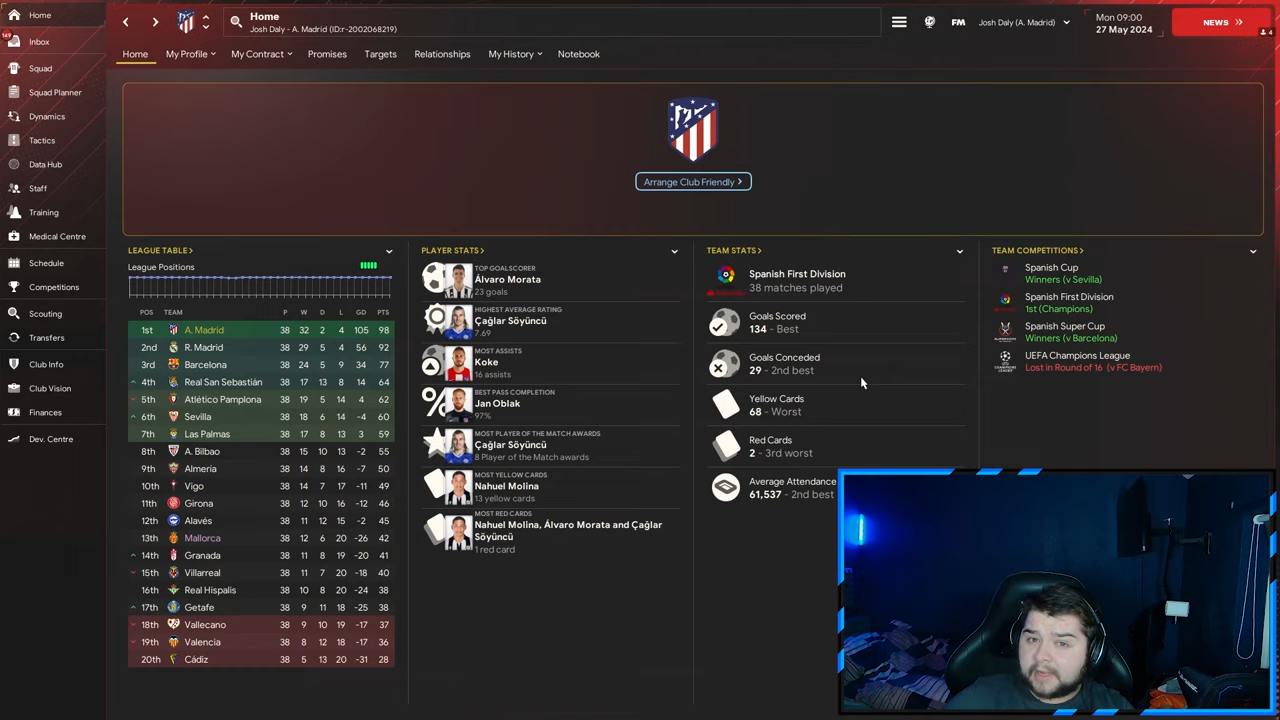 Home
149
Inbox
Squad
Squad Planner
Dynamics
Tactics
Data Hub
Staff
Training
Medical Centre
Schedule
Competitions
Scouting
Transfers
Club Info
Club Vision
Finances
Dev. Centre
Home
Josh Daly - A. Madrid (ID:r-2002068219)
FM
Josh Daly (A. Madrid)
Mon 09:00
27 May 2024
NEWS
4
Home
My Profile
My Contract
Promises
Targets
Relationships
My History
Notebook
Arrange Club Friendly >
LEAGUE TABLE >
League Positions
POS TEAM P W D L GD PTS
1st A. Madrid 38 32 2 4 105 98
2nd R. Madrid 38 29 5 4 56 92
3rd Barcelona 38 24 5 9 34 77
4th Real San Sebastián 38 17 13 8 14 64
5th Atlético Pamplona 38 19 5 14 4 62
6th Sevilla 38 18 6 14 -4 60
7th Las Palmas 38 17 8 13 3 59
8th A. Bilbao 38 15 10 13 -2 55
9th Almería 38 14 8 16 -7 50
10th Vigo 38 14 7 17 -11 49
11th Girona 38 12 10 16 -12 46
12th Alavés 38 11 12 15 -2 45
13th Mallorca 38 12 6 20 -26 42
14th Granada 38 11 8 19 -20 41
15th Villarreal 38 11 7 20 -18 40
16th Real Hispalis 38 10 8 20 -24 38
17th Getafe 38 9 11 18 -25 38
18th Vallecano 38 9 10 19 -17 37
19th Valencia 38 8 12 18 -17 36
20th Cádiz 38 5 13 20 -31 28
PLAYER STATS >
TOP GOALSCORER
Álvaro Morata
23 goals
HIGHEST AVERAGE RATING
Çağlar Söyüncü
7.69
MOST ASSISTS
Koke
16 assists
BEST PASS COMPLETION
Jan Oblak
97%
MOST PLAYER OF THE MATCH AWARDS
Çağlar Söyüncü
8 Player of the Match awards
MOST YELLOW CARDS
Nahuel Molina
13 yellow cards
MOST RED CARDS
Nahuel Molina, Álvaro Morata and Çağlar
Söyüncü
1 red card
TEAM STATS >
Spanish First Division
38 matches played
Goals Scored
134 - Best
Goals Conceded
29 - 2nd best
Yellow Cards
68 - Worst
Red Cards
2 - 3rd worst
Average Attendance
61,537 - 2nd best
TEAM COMPETITIONS >
Spanish Cup
Winners (v Sevilla)
Spanish First Division
1st (Champions)
Spanish Super Cup
Winners (v Barcelona)
UEFA Champions League
Lost in Round of 16 (v FC Bayern)